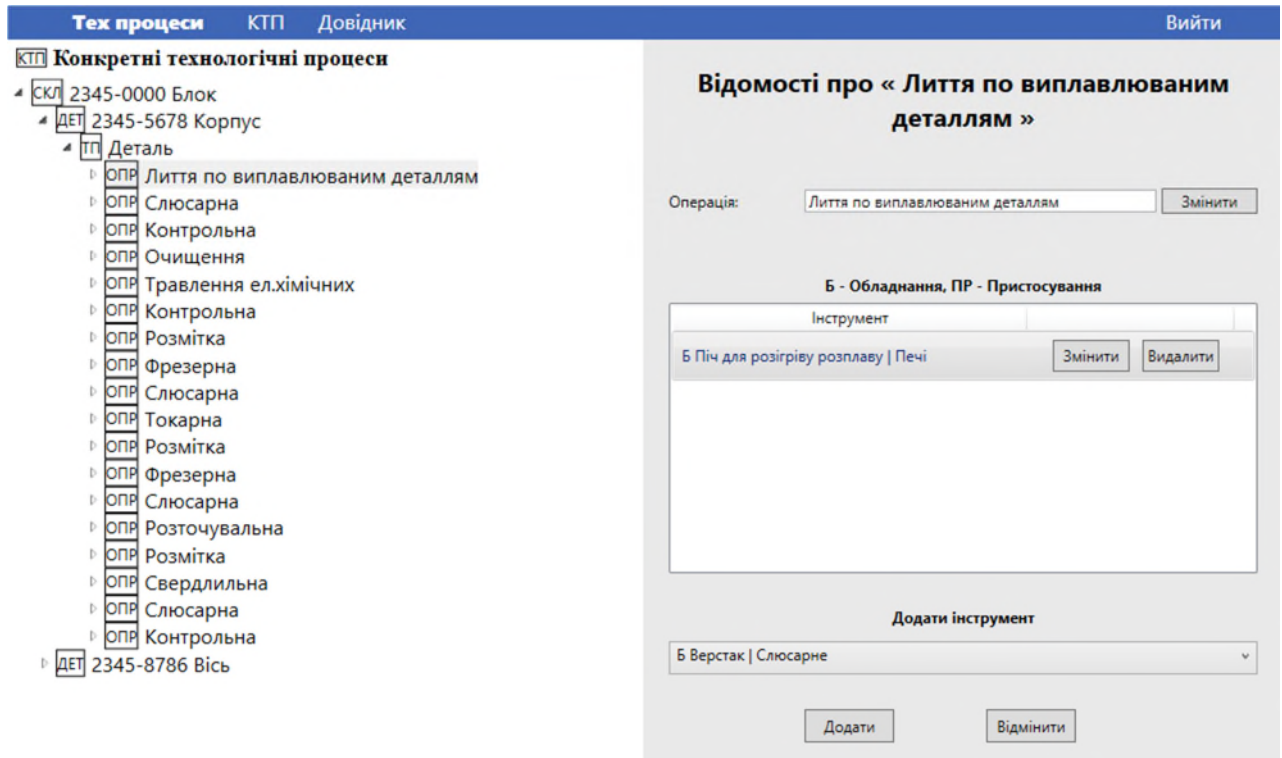 Тех процеси КТП Довідник Вийти
КТП Конкретні технологічні процеси
СКЛ 2345-0000 Блок
ДЕТ 2345-5678 Корпус
ТП Деталь
ОПР Лиття по виплавлюваним деталлям
ОПР Слюсарна
ОПР Контрольна
ОПР Очищення
ОПР Травлення ел.хімічних
ОПР Контрольна
ОПР Розмітка
ОПР Фрезерна
ОПР Слюсарна
ОПР Токарна
ОПР Розмітка
ОПР Фрезерна
ОПР Слюсарна
ОПР Розточувальна
ОПР Розмітка
ОПР Свердлильна
ОПР Слюсарна
ОПР Контрольна
ДЕТ 2345-8786 Вісь
Відомості про « Лиття по виплавлюваним
деталлям »
Операція: Лиття по виплавлюваним деталлям Змінити
Б - Обладнання, ПР - Пристосування
Інструмент
Б Піч для розігріву розплаву | Печі Змінити Видалити
Додати інструмент
Б Верстак | Слюсарне
Додати Відмінити